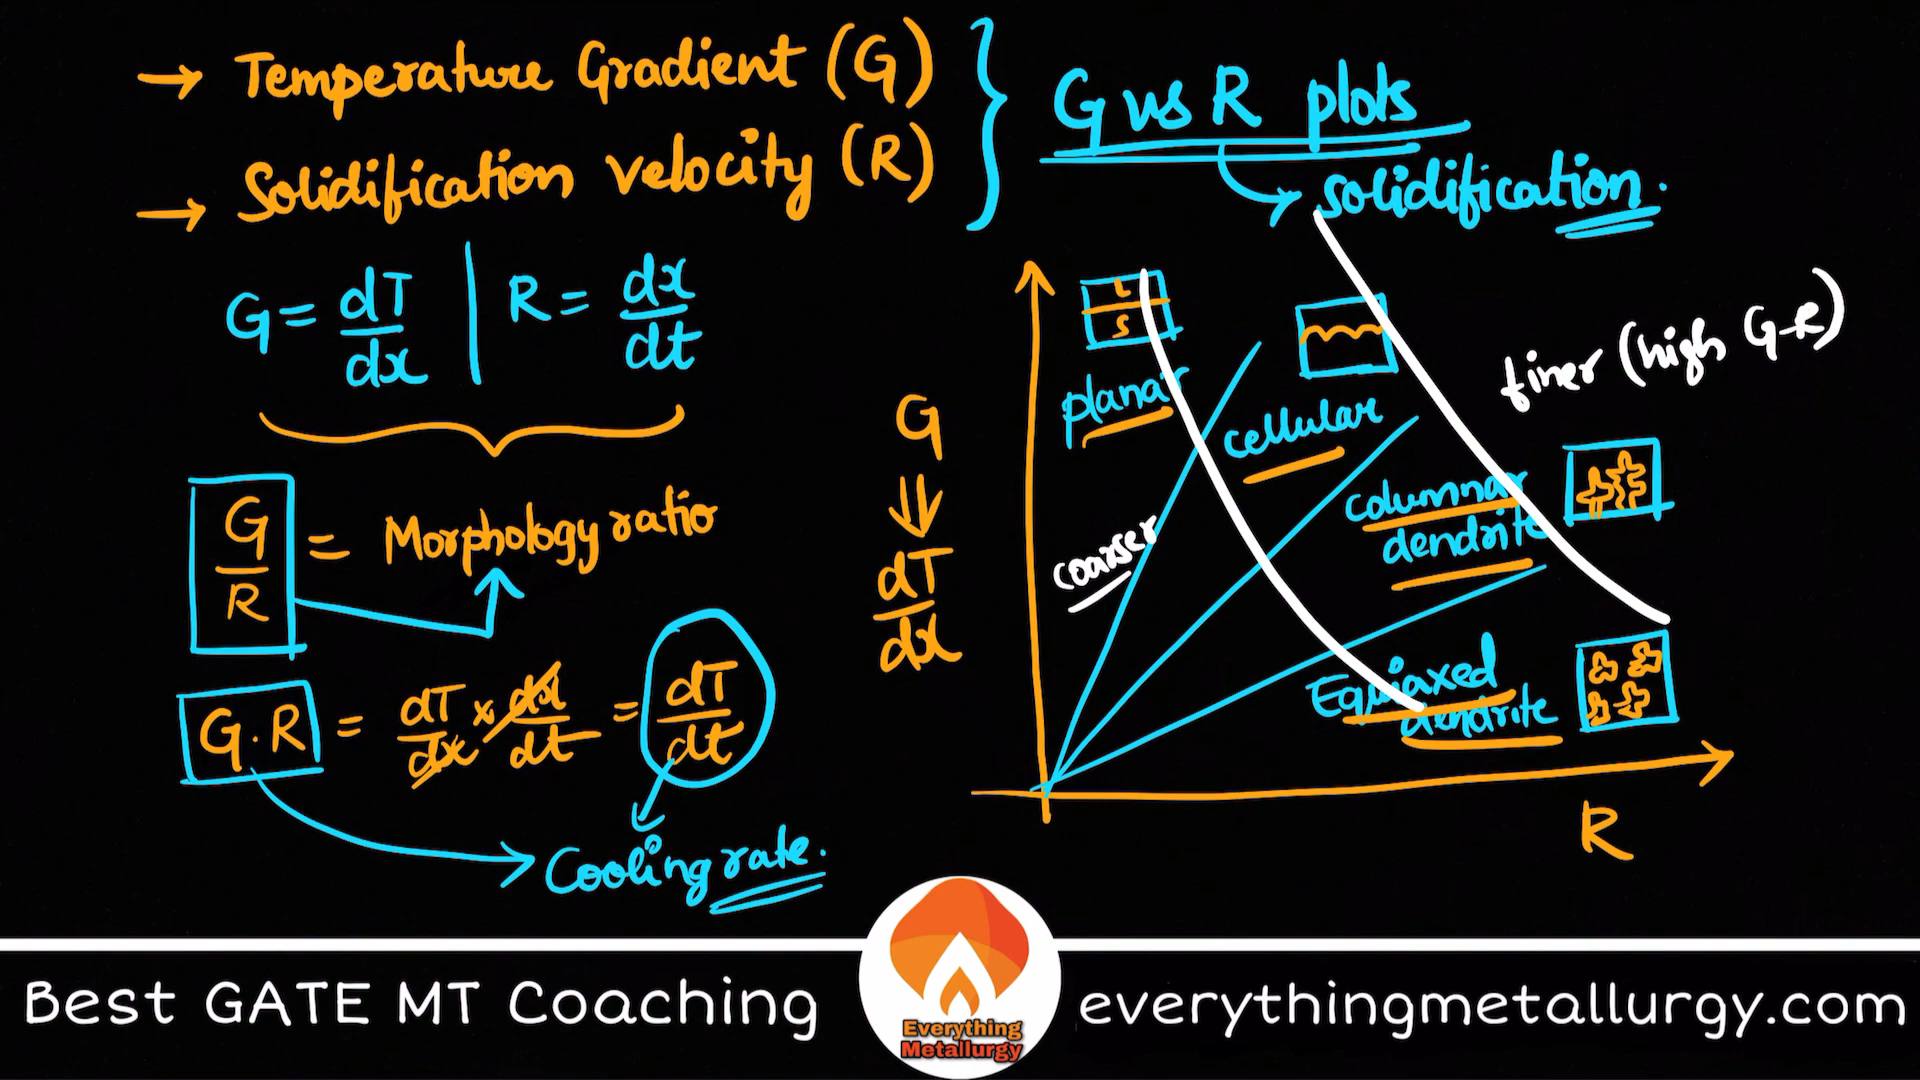 → Temperature Gradient (G)
→ Solidification velocity (R)
G vs R plots
solidification.
G = dT/dx | R = dx/dt
G/R = Morphology ratio
G.R = dT/dx × dx/dt = dT/dt
Cooling rate.
G
dT/dx
L
S
planar
cellular
columnar
dendrite
Equiaxed
dendrite
coarser
finer (high G.R)
R
Best GATE MT Coaching
Everything
Metallurgy
everythingmetallurgy.com